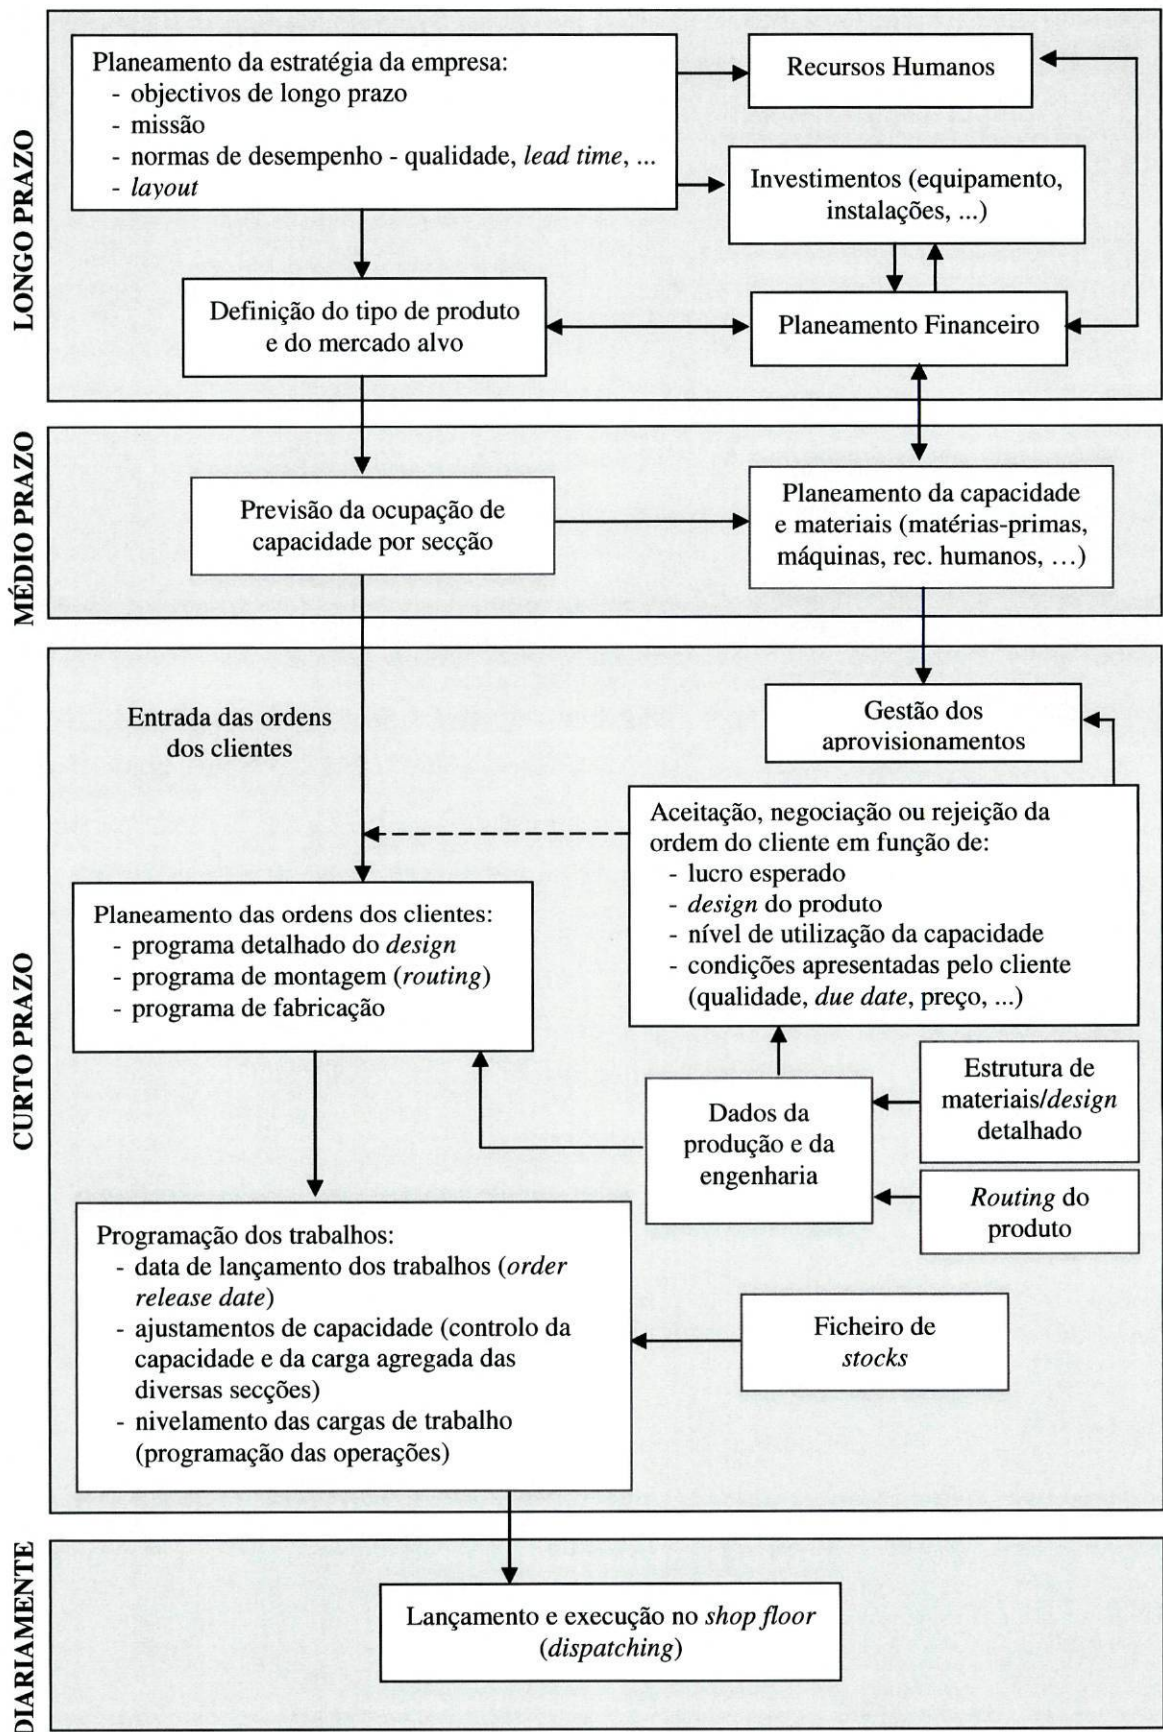 LONGO PRAZO
Planeamento da estratégia da empresa:
- objectivos de longo prazo
- missão
- normas de desempenho - qualidade, lead time, ...
- layout
Recursos Humanos
Investimentos (equipamento,
instalações, ...)
Definição do tipo de produto
e do mercado alvo
Planeamento Financeiro
MÉDIO PRAZO
Previsão da ocupação de
capacidade por secção
Planeamento da capacidade
e materiais (matérias-primas,
máquinas, rec. humanos, …)
CURTO PRAZO
Entrada das ordens
dos clientes
Gestão dos
aprovisionamentos
Aceitação, negociação ou rejeição da
ordem do cliente em função de:
- lucro esperado
- design do produto
- nível de utilização da capacidade
- condições apresentadas pelo cliente
(qualidade, due date, preço, ...)
Planeamento das ordens dos clientes:
- programa detalhado do design
- programa de montagem (routing)
- programa de fabricação
Dados da
produção e da
engenharia
Estrutura de
materiais/design
detalhado
Routing do
produto
Programação dos trabalhos:
- data de lançamento dos trabalhos (order
release date)
- ajustamentos de capacidade (controlo da
capacidade e da carga agregada das
diversas secções)
- nivelamento das cargas de trabalho
(programação das operações)
Ficheiro de
stocks
DIARIAMENTE
Lançamento e execução no shop floor
(dispatching)